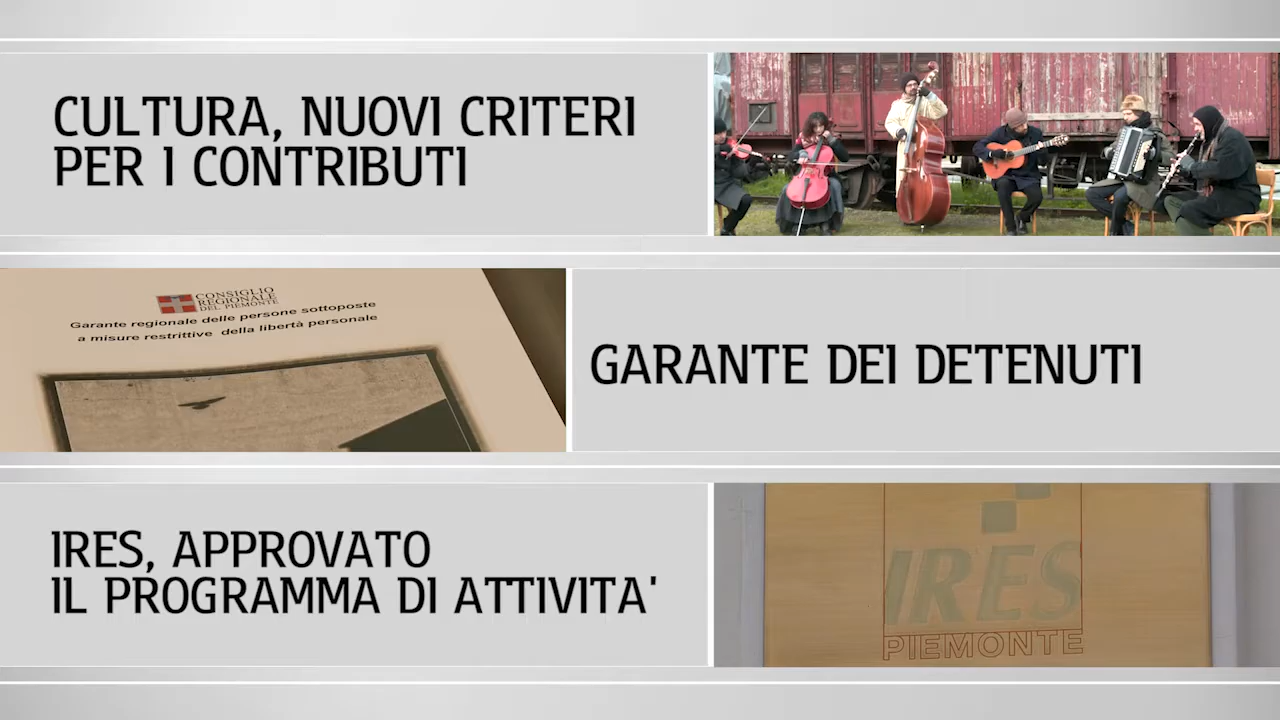 CULTURA, NUOVI CRITERI
PER I CONTRIBUTI
CONSIGLIO
REGIONALE
DEL PIEMONTE
Garante regionale delle persone sottoposte
a misure restrittive della libertà personale
GARANTE DEI DETENUTI
IRES, APPROVATO
IL PROGRAMMA DI ATTIVITA'
IRES
PIEMONTE